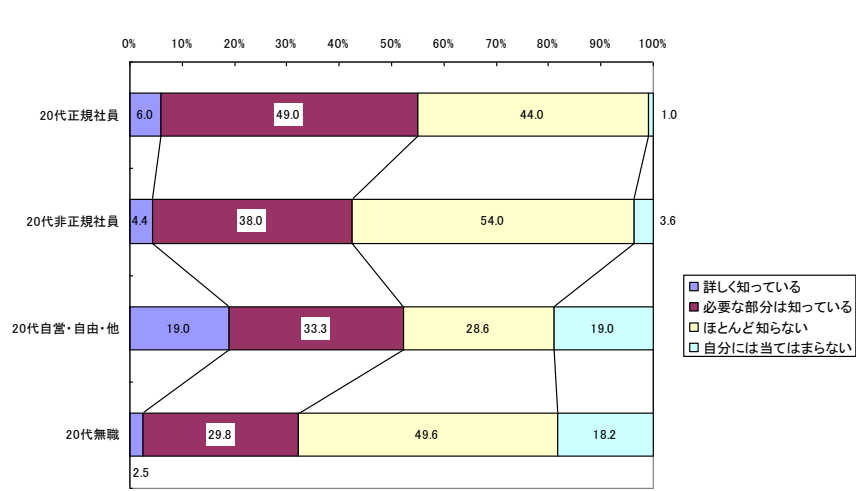 0% 10% 20% 30% 40% 50% 60% 70% 80% 90% 100%
20代正規社員 6.0 49.0 44.0 1.0
20代非正規社員 4.4 38.0 54.0 3.6
20代自営・自由・他 19.0 33.3 28.6 19.0
20代無職 29.8 49.6 18.2
2.5
詳しく知っている
必要な部分は知っている
ほとんど知らない
自分には当てはまらない